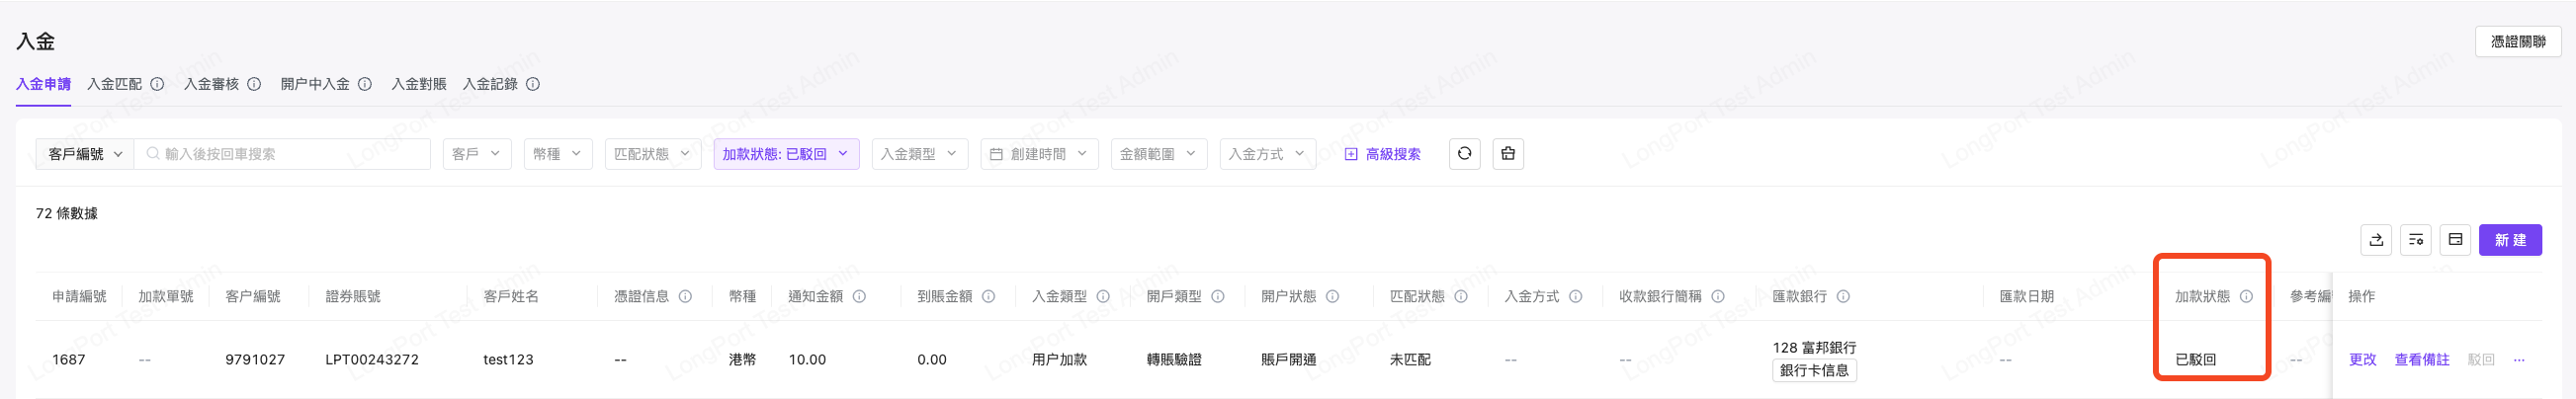 入金
憑證關聯
入金申請 入金匹配 入金審核 開户中入金 入金對賬 入金記錄
客戶編號 輸入後按回車搜索 客戶 幣種 匹配狀態 加款狀態: 已駁回 入金類型 創建時間 金額範圍 入金方式 高級搜索
72 條數據
新 建
申請編號 加款單號 客户編號 證券賬號 客戶姓名 憑證信息 幣種 通知金額 到賬金額 入金類型 開戶類型 開户狀態 匹配狀態 入金方式 收款銀行簡稱 匯款銀行 匯款日期 加款狀態 參考編 操作
1687 -- 9791027 LPT00243272 test123 -- 港幣 10.00 0.00 用户加款 轉賬驗證 賬戶開通 未匹配 -- -- 128 富邦銀行 -- 已駁回 -- 更改 查看備註 駁回 ···
銀行卡信息
LongPort Test Admin